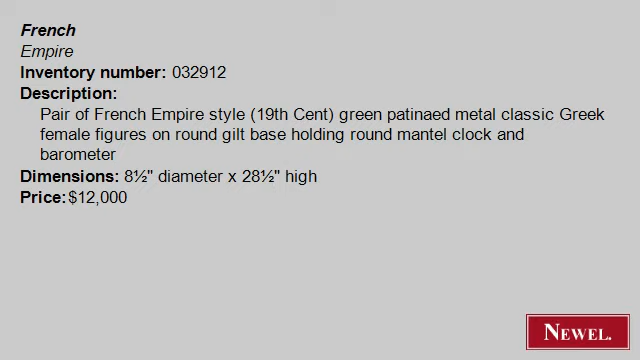 French
Empire
Inventory number: 032912
Description:
Pair of French Empire style (19th Cent) green patinaed metal classic Greek
female figures on round gilt base holding round mantel clock and
barometer
Dimensions: 8½" diameter x 28½" high
Price:$12,000
NEWEL.